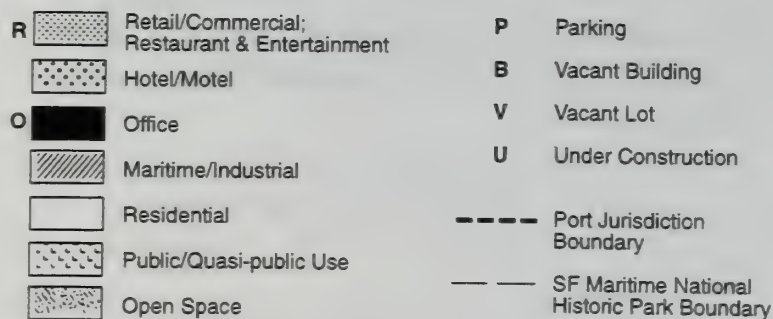 R Retail/Commercial;
Restaurant & Entertainment
Hotel/Motel
O Office
Maritime/Industrial
Residential
Public/Quasi-public Use
Open Space
P Parking
B Vacant Building
V Vacant Lot
U Under Construction
Port Jurisdiction
Boundary
SF Maritime National
Historic Park Boundary